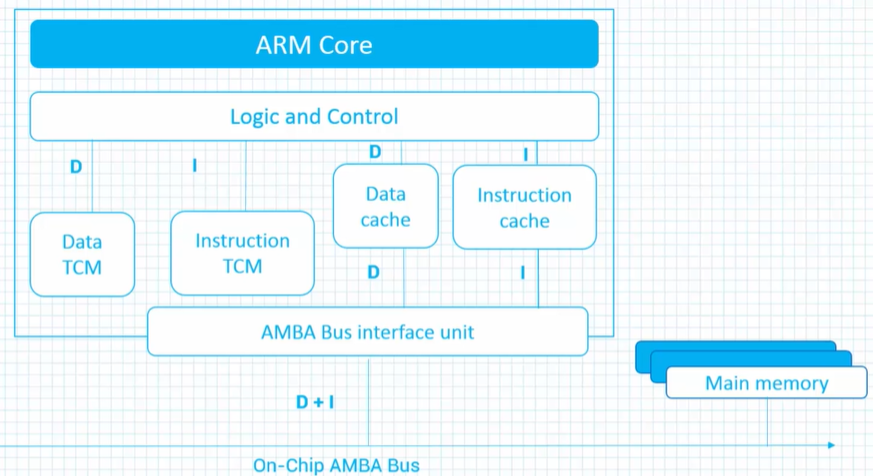 ARM Core
Logic and Control
D
I
D
I
Data
cache
Instruction
cache
Data
TCM
Instruction
TCM
D
I
AMBA Bus interface unit
Main memory
D + I
On-Chip AMBA Bus